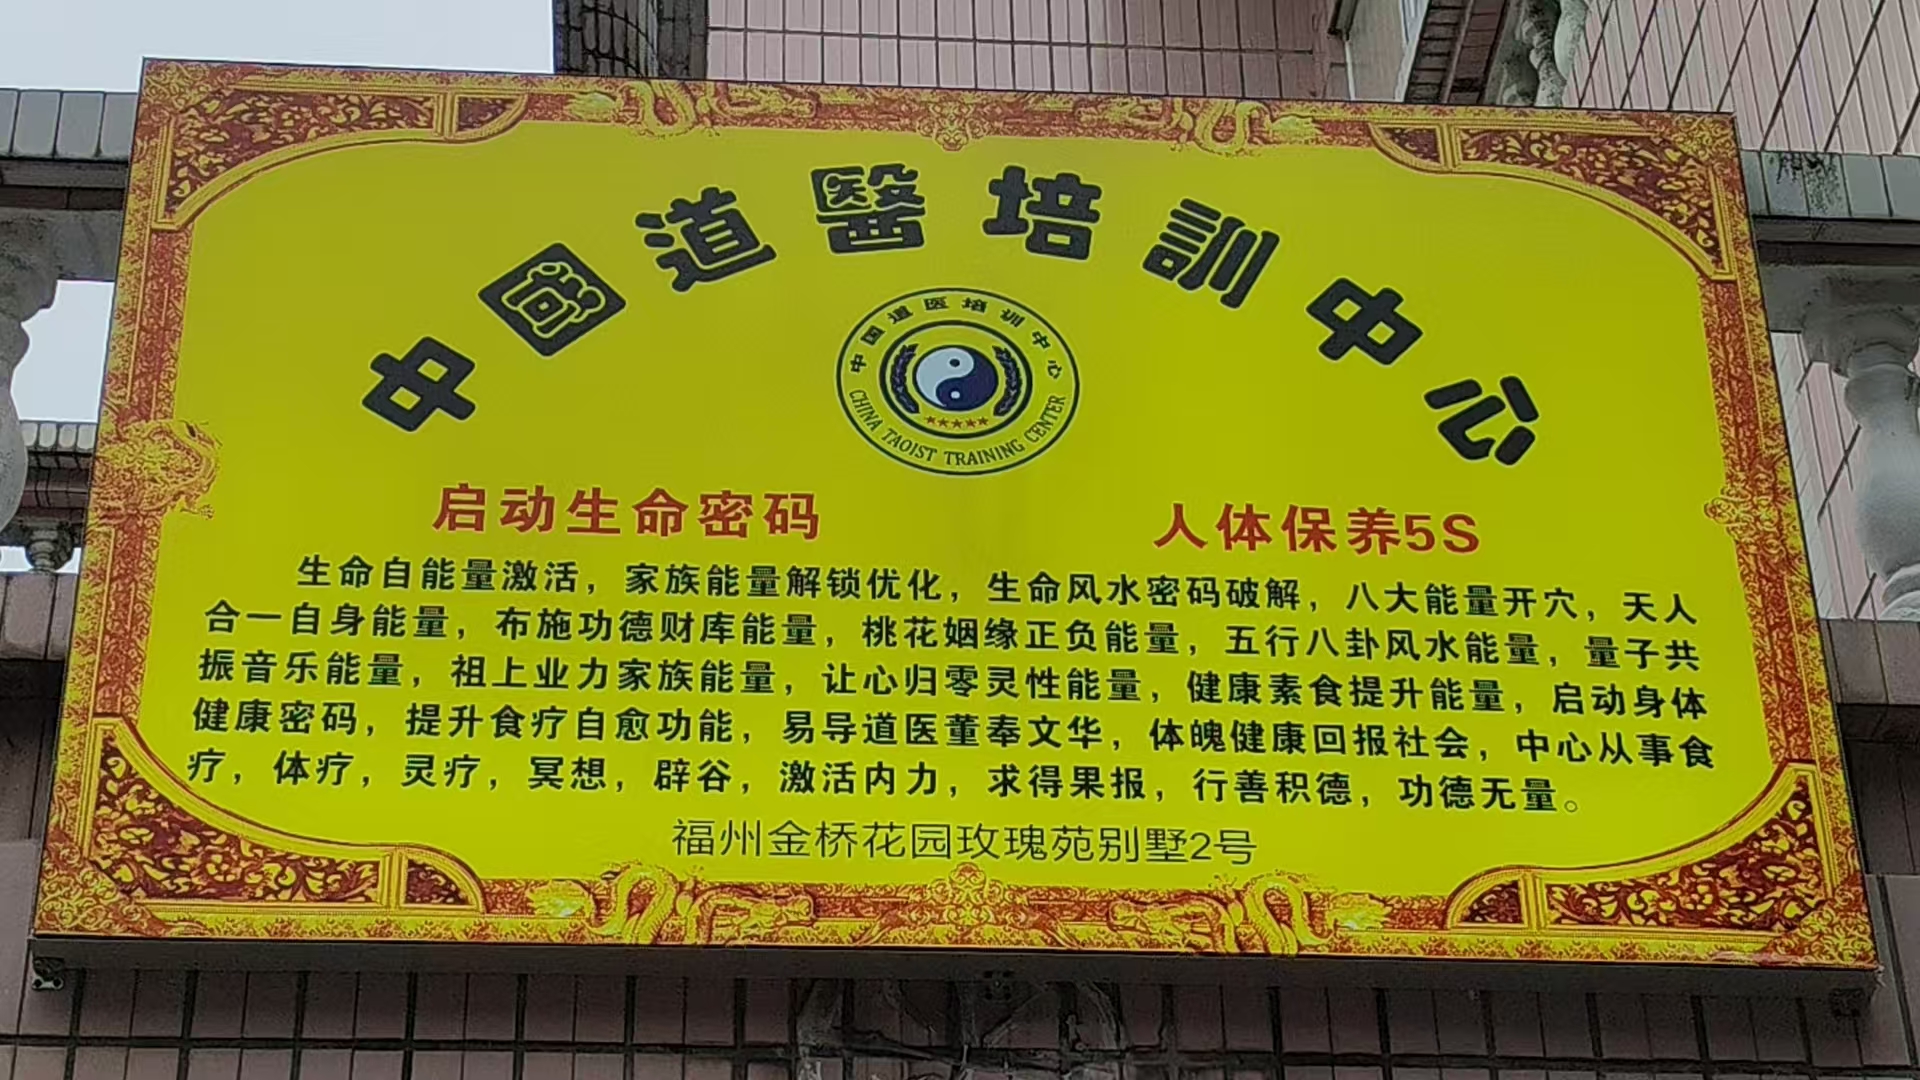 中國道醫培訓中心
中国道医培训中心
CHINA TAOIST TRAINING CENTER
启动生命密码 人体保养5S
生命自能量激活，家族能量解锁优化，生命风水密码破解，八大能量开穴，天人
合一自身能量，布施功德财库能量，桃花姻缘正负能量，五行八卦风水能量，量子共
振音乐能量，祖上业力家族能量，让心归零灵性能量，健康素食提升能量，启动身体
健康密码，提升食疗自愈功能，易导道医董奉文华，体魄健康回报社会，中心从事食
疗，体疗，灵疗，冥想，辟谷，激活内力，求得果报，行善积德，功德无量。
福州金桥花园玫瑰苑别墅2号